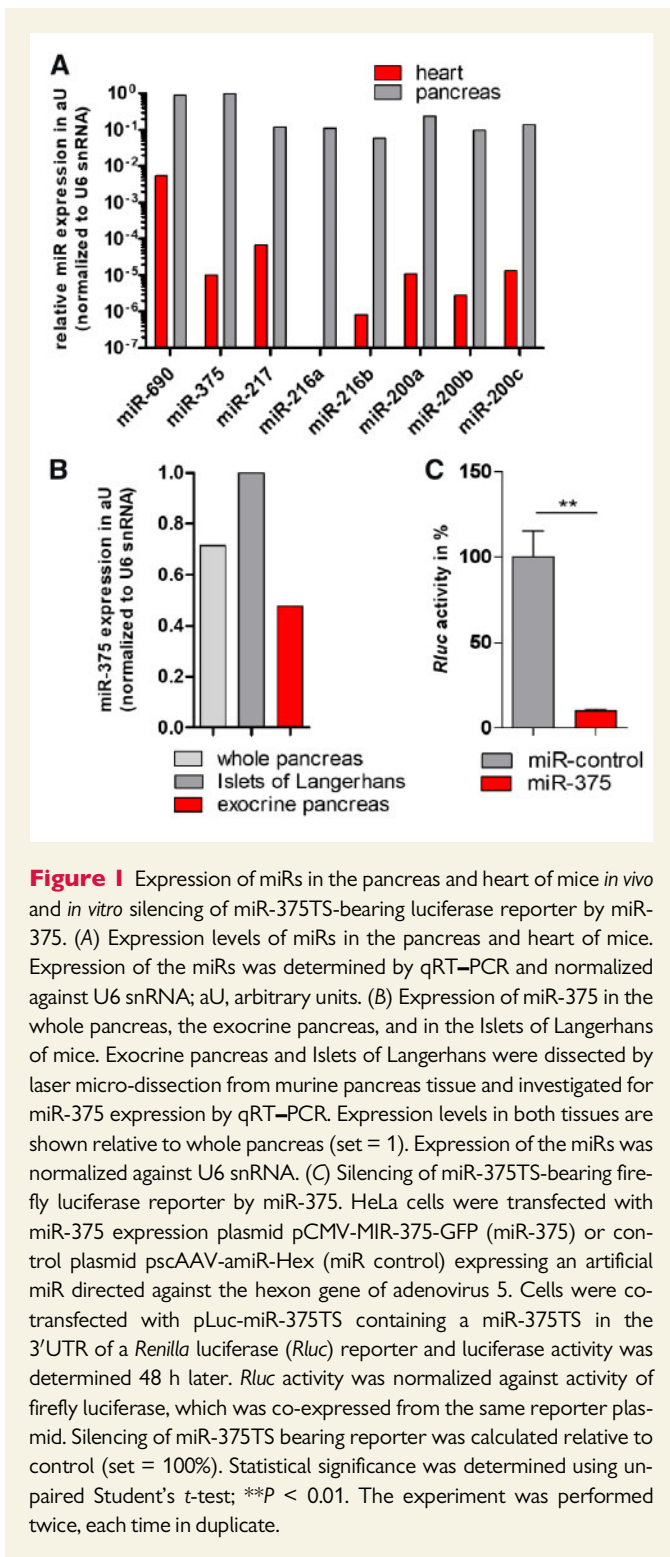 A
heart
pancreas
relative miR expression in aU
(normalized to U6 snRNA)
10⁰
10⁻¹
10⁻²
10⁻³
10⁻⁴
10⁻⁵
10⁻⁶
10⁻⁷
miR-690
miR-375
miR-217
miR-216a
miR-216b
miR-200a
miR-200b
miR-200c
B
miR-375 expression in aU
(normalized to U6 snRNA)
1.0
0.8
0.6
0.4
0.2
0.0
whole pancreas
Islets of Langerhans
exocrine pancreas
C
Rluc activity in %
150
100
50
0
**
miR-control
miR-375
Figure 1 Expression of miRs in the pancreas and heart of mice in vivo
and in vitro silencing of miR-375TS-bearing luciferase reporter by miR-
375. (A) Expression levels of miRs in the pancreas and heart of mice.
Expression of the miRs was determined by qRT–PCR and normalized
against U6 snRNA; aU, arbitrary units. (B) Expression of miR-375 in the
whole pancreas, the exocrine pancreas, and in the Islets of Langerhans
of mice. Exocrine pancreas and Islets of Langerhans were dissected by
laser micro-dissection from murine pancreas tissue and investigated for
miR-375 expression by qRT–PCR. Expression levels in both tissues are
shown relative to whole pancreas (set = 1). Expression of the miRs was
normalized against U6 snRNA. (C) Silencing of miR-375TS-bearing fire-
fly luciferase reporter by miR-375. HeLa cells were transfected with
miR-375 expression plasmid pCMV-MIR-375-GFP (miR-375) or con-
trol plasmid pscAAV-amiR-Hex (miR control) expressing an artificial
miR directed against the hexon gene of adenovirus 5. Cells were co-
transfected with pLuc-miR-375TS containing a miR-375TS in the
3′UTR of a Renilla luciferase (Rluc) reporter and luciferase activity was
determined 48 h later. Rluc activity was normalized against activity of
firefly luciferase, which was co-expressed from the same reporter plas-
mid. Silencing of miR-375TS bearing reporter was calculated relative to
control (set = 100%). Statistical significance was determined using un-
paired Student's t-test; **P < 0.01. The experiment was performed
twice, each time in duplicate.